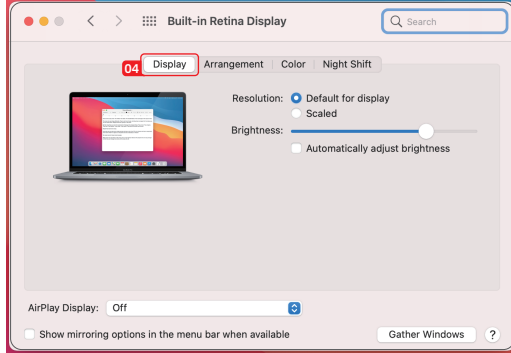 Built-in Retina Display
Search
04
Display Arrangement Color Night Shift
Resolution: Default for display
Scaled
Brightness:
Automatically adjust brightness
AirPlay Display: Off
Show mirroring options in the menu bar when available
Gather Windows ?